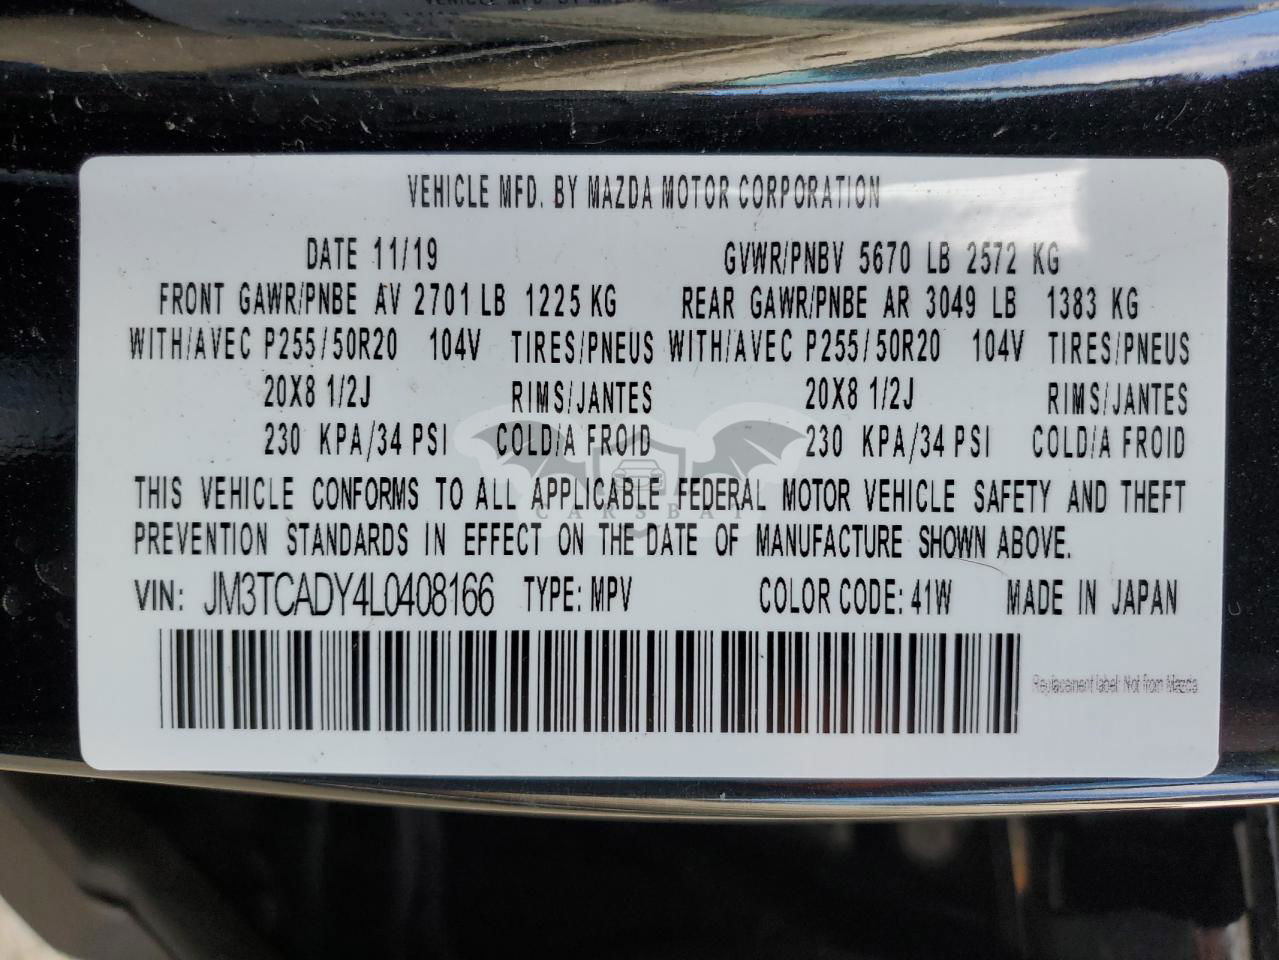 VEHICLE MFD. BY MAZDA MOTOR CORPORATION
DATE 11/19 GVWR/PNBV 5670 LB 2572 KG
FRONT GAWR/PNBE AV 2701 LB 1225 KG REAR GAWR/PNBE AR 3049 LB 1383 KG
WITH/AVEC P255/50R20 104V TIRES/PNEUS WITH/AVEC P255/50R20 104V TIRES/PNEUS
20X8 1/2J RIMS/JANTES 20X8 1/2J RIMS/JANTES
230 KPA/34 PSI COLD/A FROID 230 KPA/34 PSI COLD/A FROID
THIS VEHICLE CONFORMS TO ALL APPLICABLE FEDERAL MOTOR VEHICLE SAFETY AND THEFT
CARSBAT
PREVENTION STANDARDS IN EFFECT ON THE DATE OF MANUFACTURE SHOWN ABOVE.
VIN: JM3TCADY4L0408166 TYPE: MPV COLOR CODE: 41W MADE IN JAPAN
Replacement label: Not from Mazda